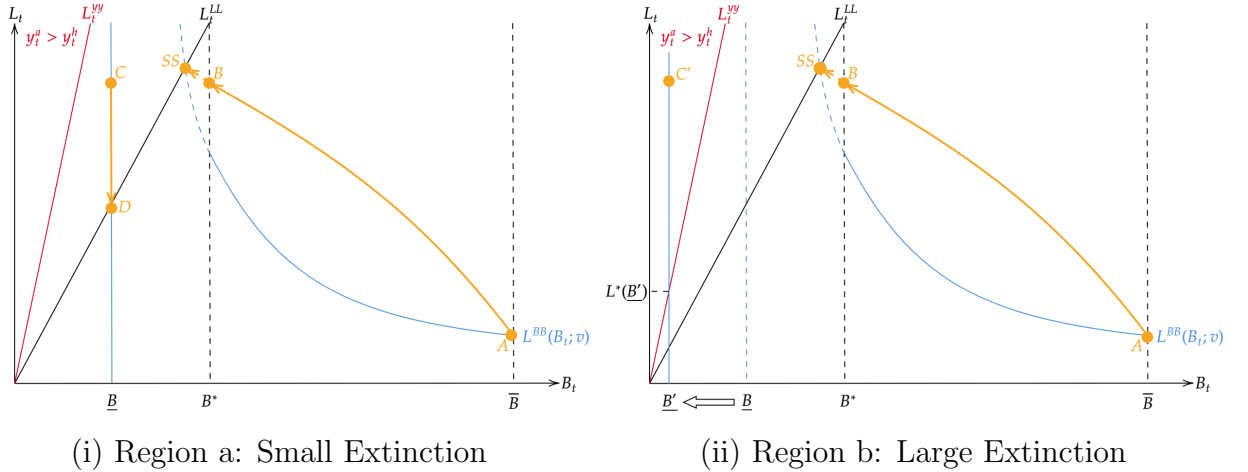 L_t
L_t^{yy}
L_t^{LL}
y_t^a > y_t^h
C
SS
B
D
A
L^{BB}(B_t; v)
B_t
B
B*
B̅
(i) Region a: Small Extinction
L_t
L_t^{yy}
L_t^{LL}
y_t^a > y_t^h
C′
SS
B
L*(B′)
A
L^{BB}(B_t; v)
B_t
B′
B
B*
B̅
(ii) Region b: Large Extinction